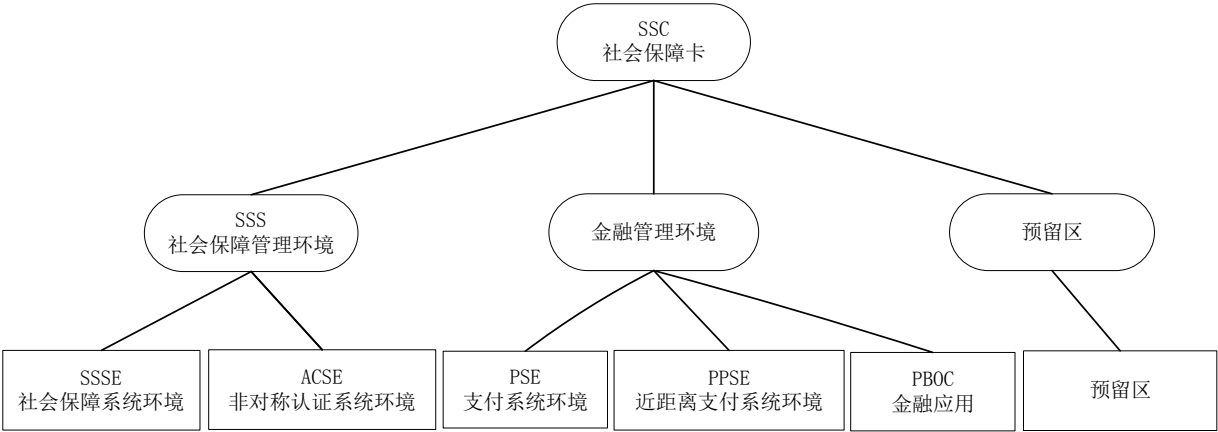 SSC
社会保障卡
SSS
社会保障管理环境
金融管理环境
预留区
SSSE
社会保障系统环境
ACSE
非对称认证系统环境
PSE
支付系统环境
PPSE
近距离支付系统环境
PBOC
金融应用
预留区